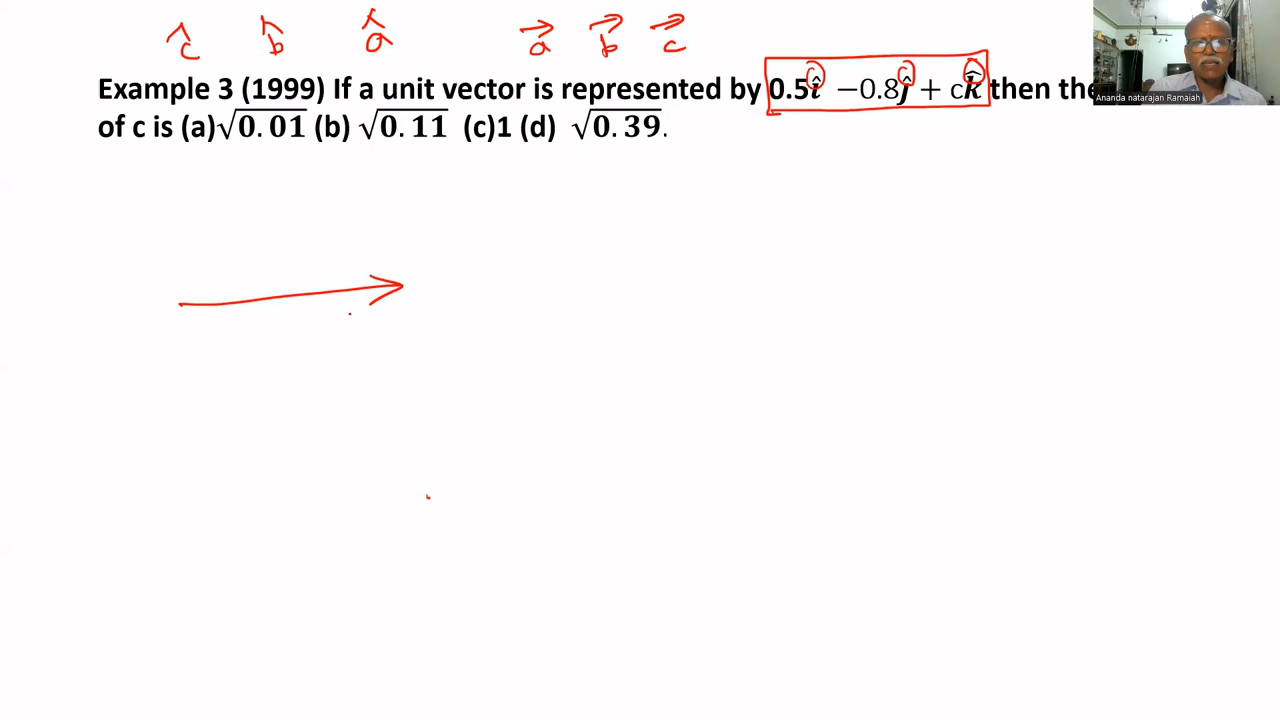 ĉ b̂ â a⃗ b⃗ c⃗
Example 3 (1999) If a unit vector is represented by 0.5î −0.8ĵ + ck̂ then the
of c is (a)√0.01 (b) √0.11 (c)1 (d) √0.39.
Ananda natarajan Ramaiah